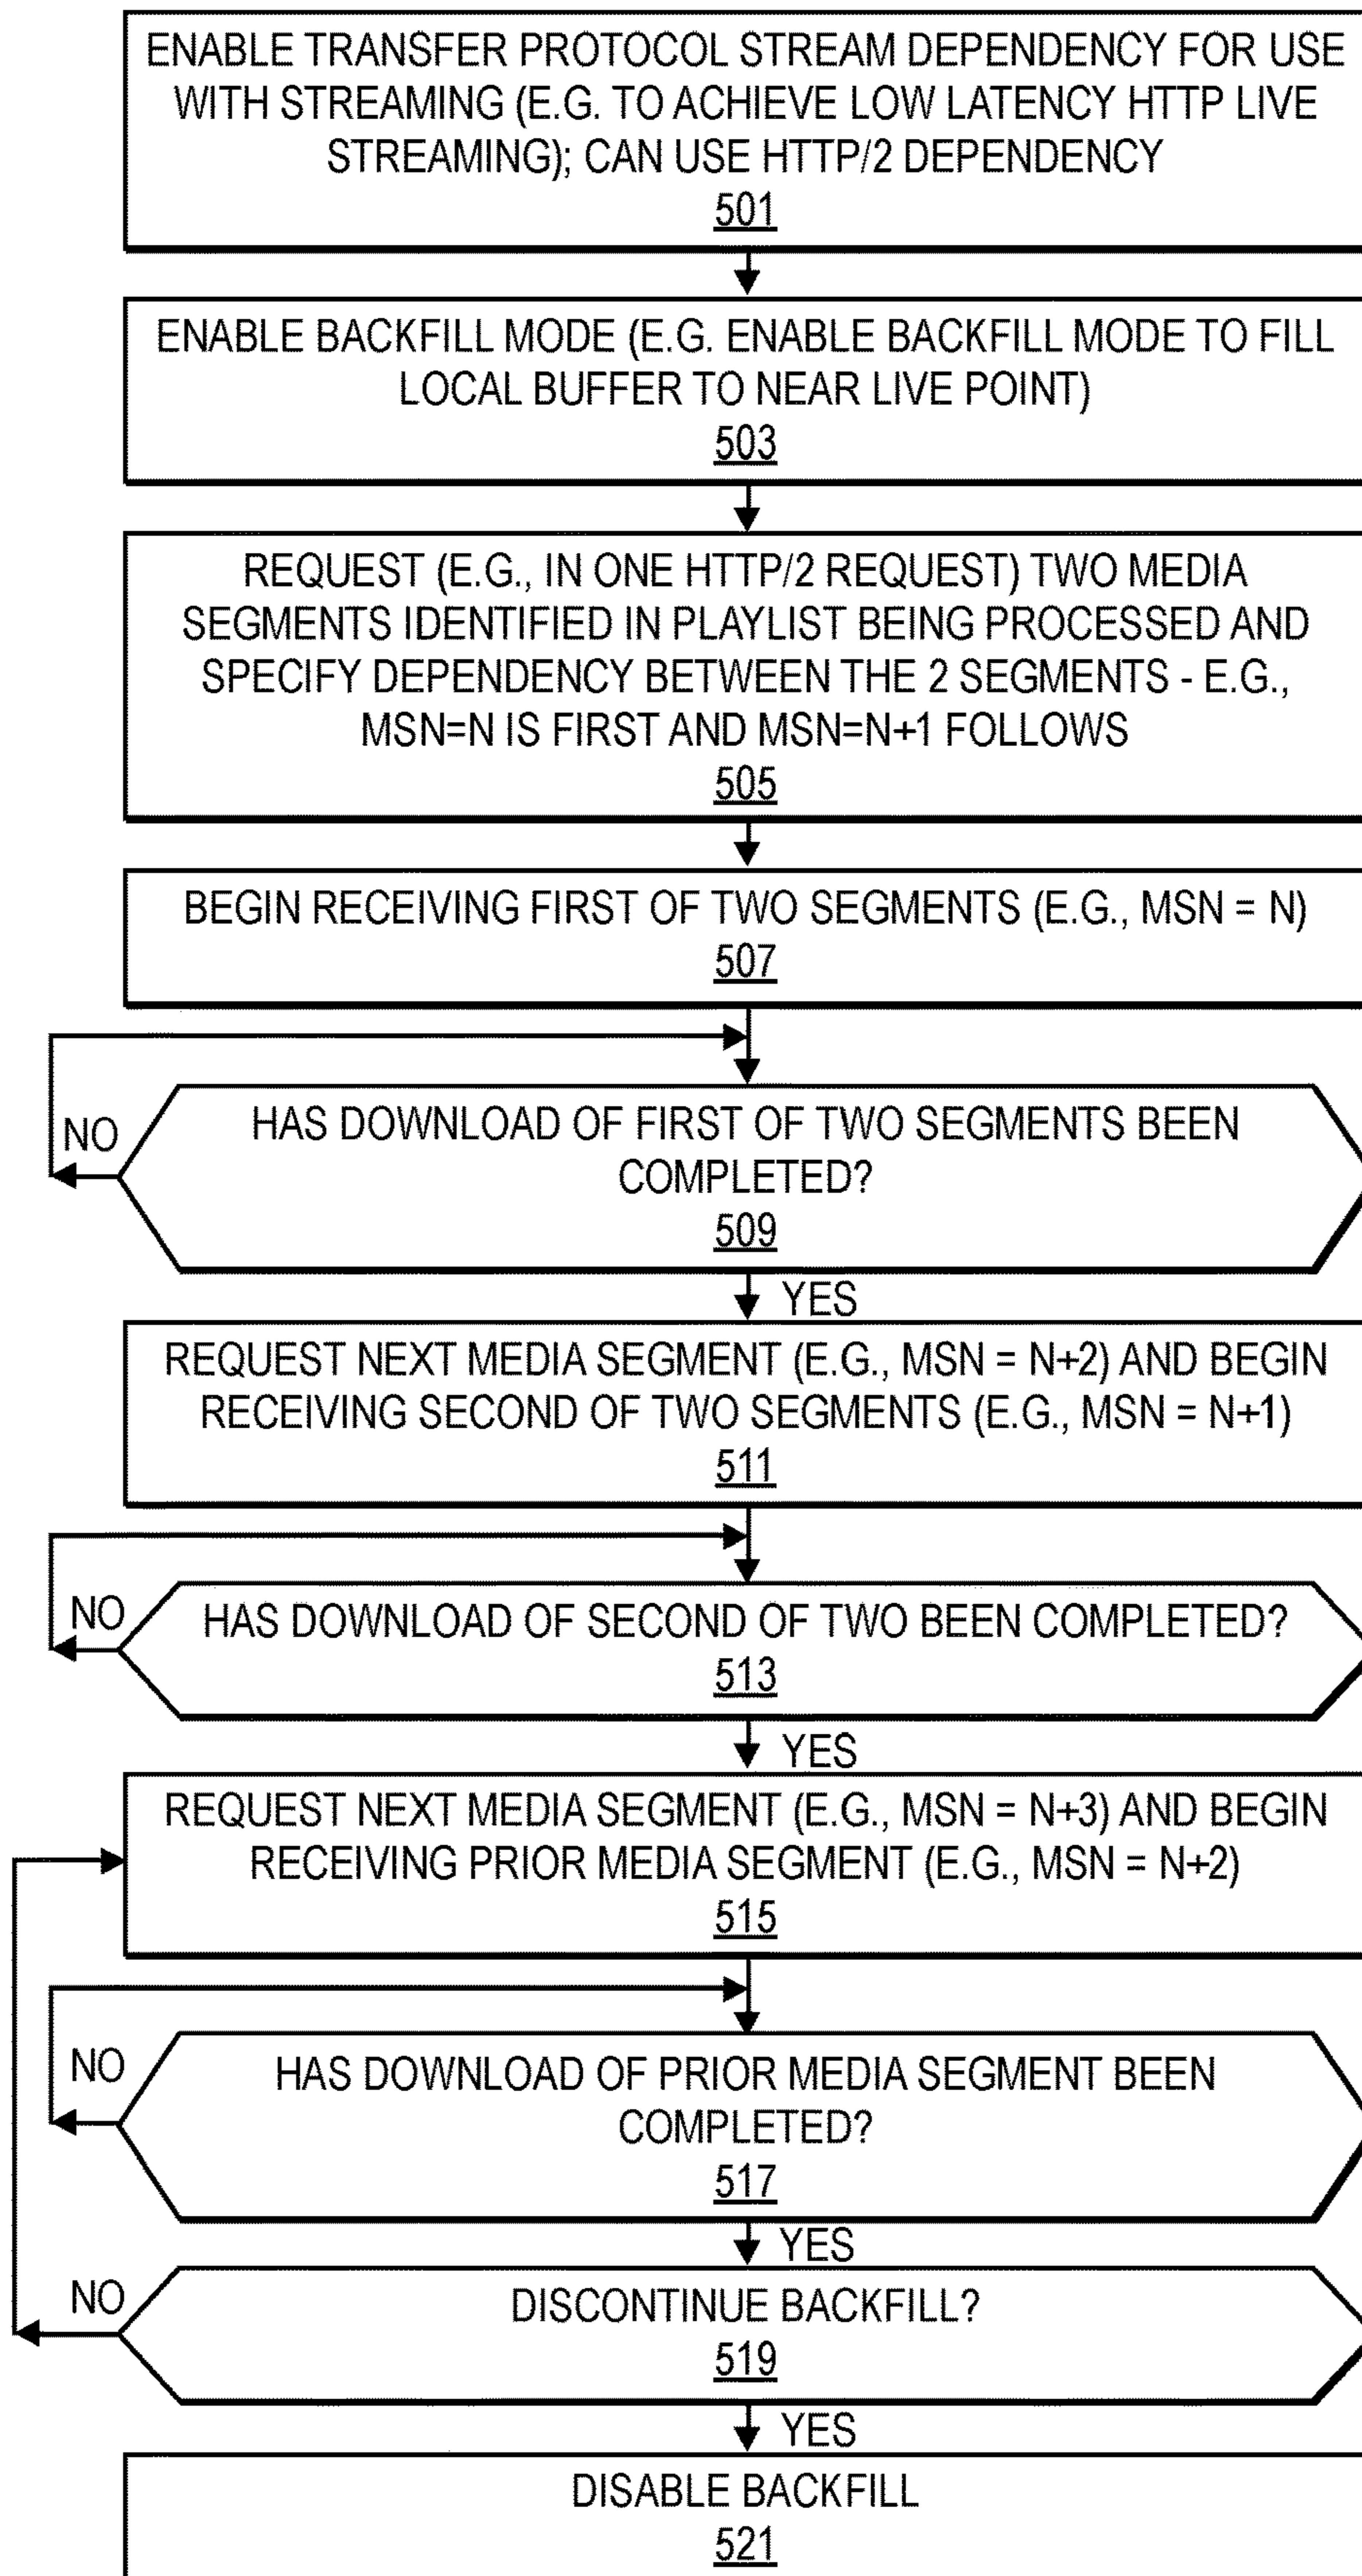 ENABLE TRANSFER PROTOCOL STREAM DEPENDENCY FOR USE
WITH STREAMING (E.G. TO ACHIEVE LOW LATENCY HTTP LIVE
STREAMING); CAN USE HTTP/2 DEPENDENCY
501
ENABLE BACKFILL MODE (E.G. ENABLE BACKFILL MODE TO FILL
LOCAL BUFFER TO NEAR LIVE POINT)
503
REQUEST (E.G., IN ONE HTTP/2 REQUEST) TWO MEDIA
SEGMENTS IDENTIFIED IN PLAYLIST BEING PROCESSED AND
SPECIFY DEPENDENCY BETWEEN THE 2 SEGMENTS - E.G.,
MSN=N IS FIRST AND MSN=N+1 FOLLOWS
505
BEGIN RECEIVING FIRST OF TWO SEGMENTS (E.G., MSN = N)
507
NO
HAS DOWNLOAD OF FIRST OF TWO SEGMENTS BEEN
COMPLETED?
509
YES
REQUEST NEXT MEDIA SEGMENT (E.G., MSN = N+2) AND BEGIN
RECEIVING SECOND OF TWO SEGMENTS (E.G., MSN = N+1)
511
NO
HAS DOWNLOAD OF SECOND OF TWO BEEN COMPLETED?
513
YES
REQUEST NEXT MEDIA SEGMENT (E.G., MSN = N+3) AND BEGIN
RECEIVING PRIOR MEDIA SEGMENT (E.G., MSN = N+2)
515
NO
HAS DOWNLOAD OF PRIOR MEDIA SEGMENT BEEN
COMPLETED?
517
YES
NO
DISCONTINUE BACKFILL?
519
YES
DISABLE BACKFILL
521